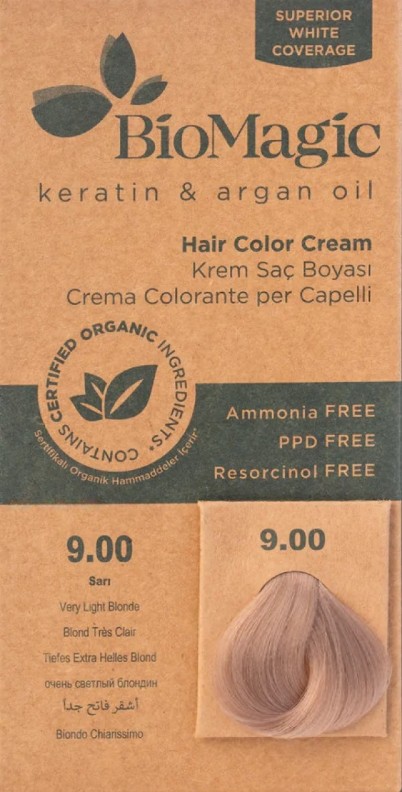 SUPERIOR
WHITE
COVERAGE
BioMagic
keratin & argan oil
Hair Color Cream
Krem Saç Boyası
Crema Colorante per Capelli
CONTAINS CERTIFIED ORGANIC INGREDIENTS*
*Sertifikalı Organik Hammaddeler İçerir*
Ammonia FREE
PPD FREE
Resorcinol FREE
9.00
Sarı
Very Light Blonde
Blond Très Clair
Tiefes Extra Helles Blond
очень светлый блондин
أشقر فاتح جداً
Biondo Chiarissimo
9.00